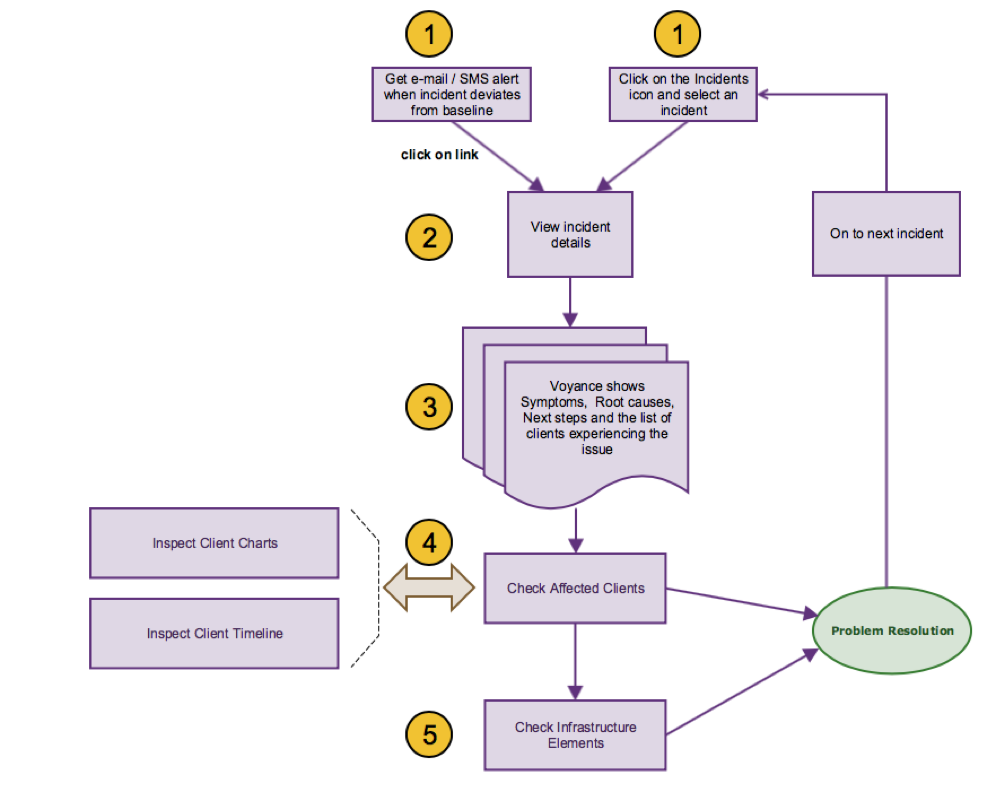 1
1
Get e-mail / SMS alert
when incident deviates
from baseline
Click on the Incidents
icon and select an
incident
click on link
2
View incident
details
On to next incident
3
Voyance shows
Symptoms,  Root causes,
Next steps and the list of
clients experiencing the
issue
4
Inspect Client Charts
Check Affected Clients
Inspect Client Timeline
Problem Resolution
5
Check Infrastructure
Elements